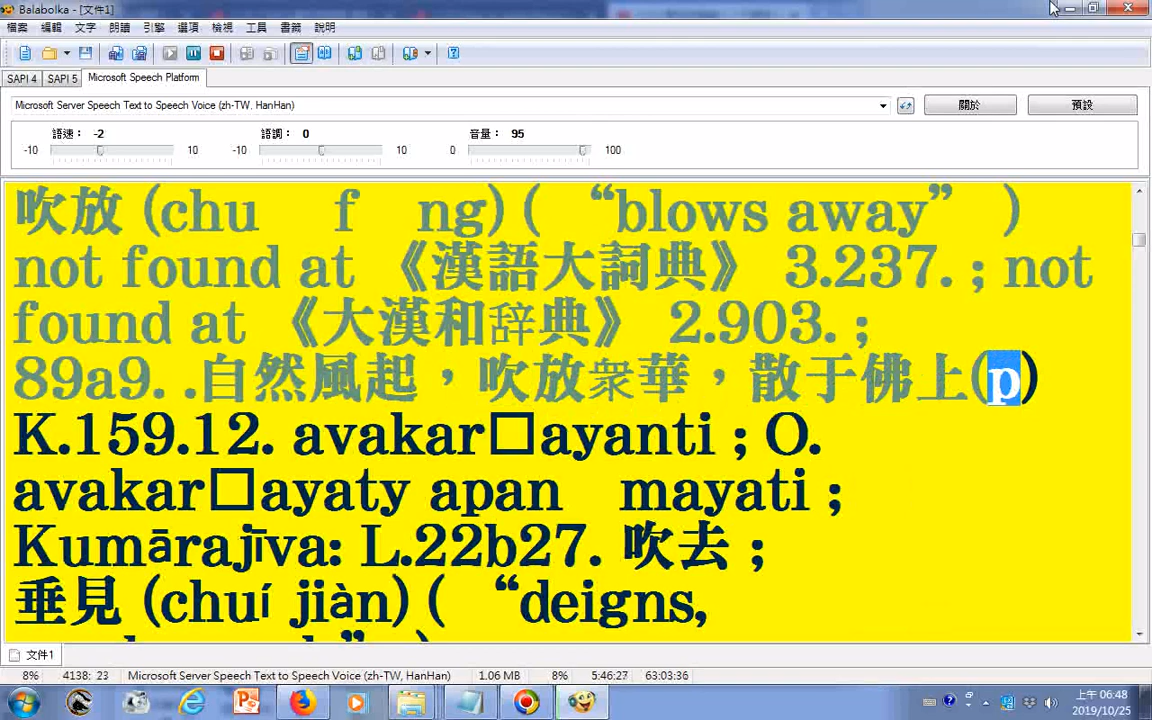 Balabolka - [文件1]
檔案 編輯 文字 朗讀 引擎 選項 檢視 工具 書籤 說明
SAPI 4 SAPI 5 Microsoft Speech Platform
Microsoft Server Speech Text to Speech Voice (zh-TW, HanHan) 關於 預設
語速： -2 語調： 0 音量： 95
-10 10 -10 10 0 100
吹放 (chu f ng) ( “blows away” )
not found at 《漢語大詞典》 3.237. ; not
found at 《大漢和辞典》 2.903. ;
89a9. .自然風起，吹放衆華，散于佛上(p)
K.159.12. avakar□ayanti ; O.
avakar□ayaty apan mayati ;
Kumārajīva: L.22b27. 吹去 ;
垂見 (chuí jiàn) ( “deigns,
文件1
8% 4138: 23 Microsoft Server Speech Text to Speech Voice (zh-TW, HanHan) 1.06 MB 8% 5:46:27 63:03:36
上午 06:48
2019/10/25